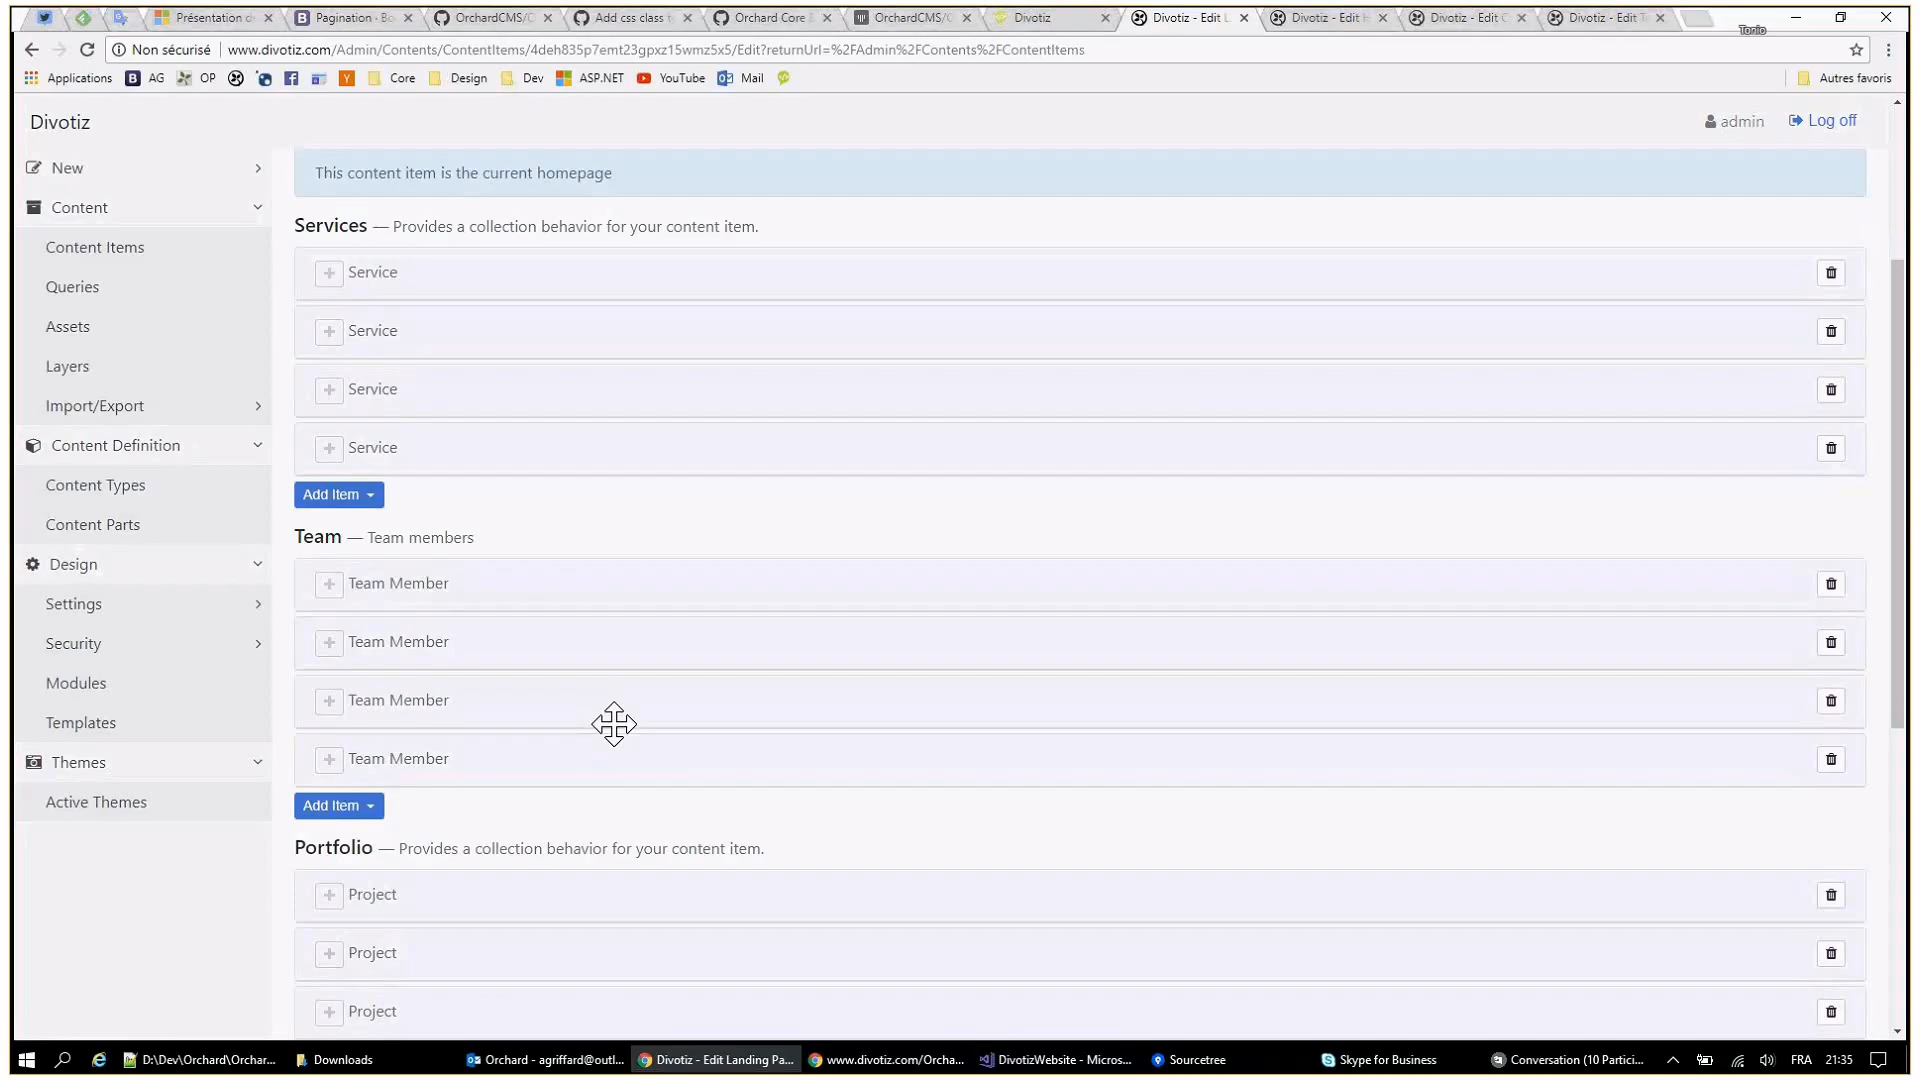 Présentation de
Pagination · Bo
OrchardCMS/O
Add css class t
Orchard Core
OrchardCMS/
Divotiz
Divotiz - Edit L
Divotiz - Edit
Divotiz - Edit
Divotiz - Edit
Tonio
Non sécurisé www.divotiz.com/Admin/Contents/ContentItems/4deh835p7emt23gpxz15wmz5x5/Edit?returnUrl=%2FAdmin%2FContents%2FContentItems
Applications AG OP Core Design Dev ASP.NET YouTube Mail Autres favoris
Divotiz
admin Log off
New
Content
Content Items
Queries
Assets
Layers
Import/Export
Content Definition
Content Types
Content Parts
Design
Settings
Security
Modules
Templates
Themes
Active Themes
This content item is the current homepage
Services — Provides a collection behavior for your content item.
Service
Service
Service
Service
Add Item
Team — Team members
Team Member
Team Member
Team Member
Team Member
Add Item
Portfolio — Provides a collection behavior for your content item.
Project
Project
Project
D:\Dev\Orchard\Orchar... Downloads Orchard - agriffard@outl... Divotiz - Edit Landing Pa... www.divotiz.com/Orcha... DivotizWebsite - Micros... Sourcetree Skype for Business Conversation (10 Partici... FRA 21:35